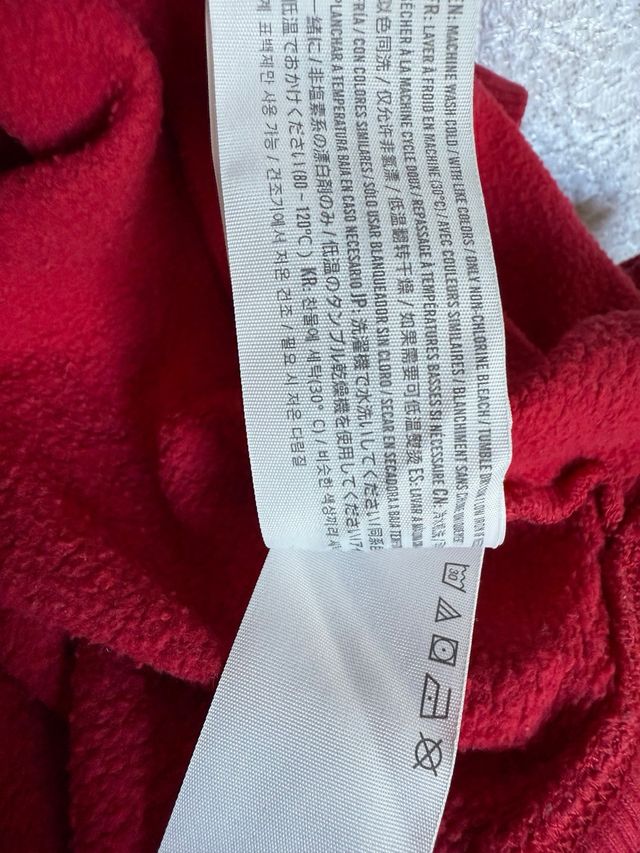 EN: MACHINE WASH COLD / WITH LIKE COLORS / ONLY NON-CHLORINE BLEACH / TUMBLE
FR: LAVER À FROID EN MACHINE (30°C) / AVEC COULEURS SIMILAIRES / BLANCHIMENT SANS
SÉCHER À LA MACHINE CYCLE DOUX / REPASSAGE À TEMPÉRATURES BASSES SI NÉCESSAIRE CN:
以色同洗 / 仅允许非氯漂 / 低温翻转干燥 / 如果需要可低温熨烫 ES: LAVAR A
FRÍA / CON COLORES SIMILARES / SOLO USAR BLANQUEADOR SIN CLORO / SECAR EN SECADORA A BAJA
PLANCHAR A TEMPERATURA BAJA EN CASO NECESARIO JP: 洗濯機で水洗いしてください/同系
一緒に / 非塩素系の漂白剤のみ / 低温のタンブル乾燥機を使用してください /
低温でおかけください(80~120°C) KR: 찬물에 세탁(30°C) / 비슷한 색상끼리
표백제만 사용 가능 / 건조기에서 저온 건조 / 필요 시 저온 다림질
30